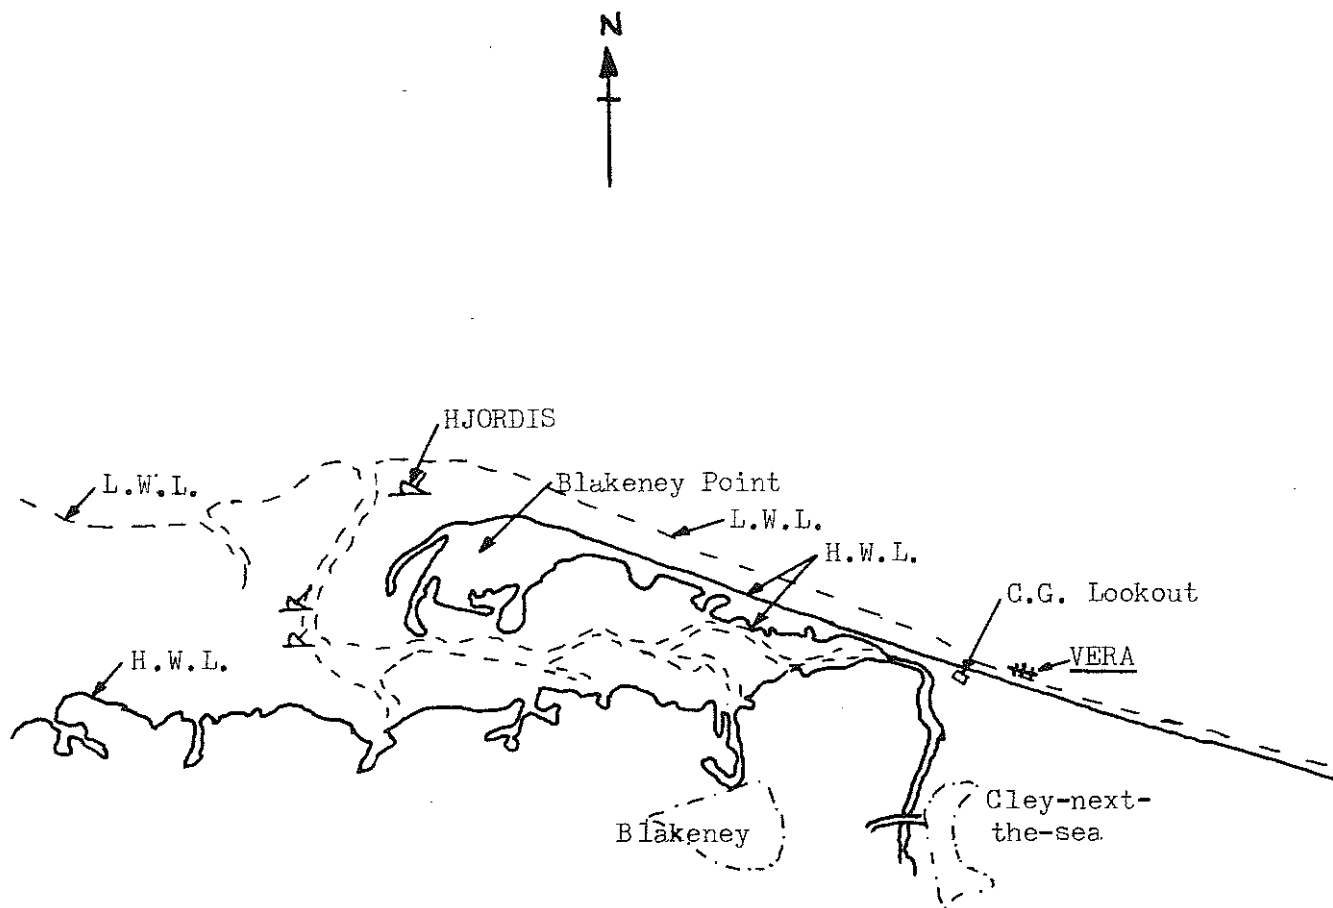 N
HJORDIS
L.W.L.
Blakeney Point
L.W.L.
H.W.L.
C.G. Lookout
H.W.L.
VERA
Cley-next-
the-sea
Blakeney